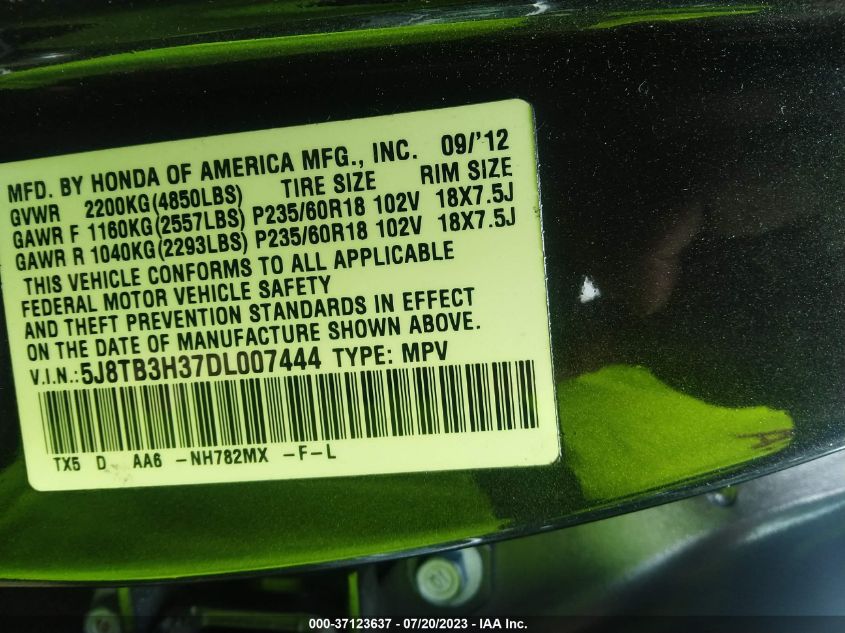 MFD. BY HONDA OF AMERICA MFG., INC. 09/'12
GVWR 2200KG(4850LBS) TIRE SIZE RIM SIZE
GAWR F 1160KG(2557LBS) P235/60R18 102V 18X7.5J
GAWR R 1040KG(2293LBS) P235/60R18 102V 18X7.5J
THIS VEHICLE CONFORMS TO ALL APPLICABLE
FEDERAL MOTOR VEHICLE SAFETY
AND THEFT PREVENTION STANDARDS IN EFFECT
ON THE DATE OF MANUFACTURE SHOWN ABOVE.
V.I.N.:5J8TB3H37DL007444 TYPE: MPV
TX5 D AA6 -NH782MX -F-L
000-37123637 - 07/20/2023 - IAA Inc.